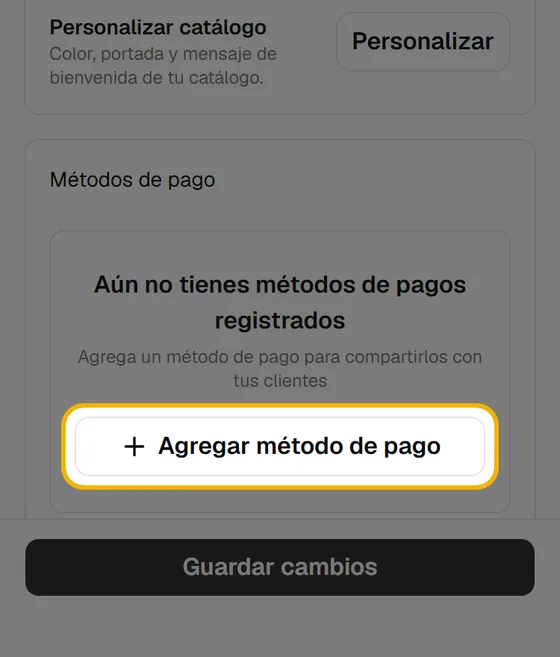 Personalizar catálogo
Color, portada y mensaje de
bienvenida de tu catálogo.
Personalizar
Métodos de pago
Aún no tienes métodos de pagos
registrados
Agrega un método de pago para compartirlos con
tus clientes
+ Agregar método de pago
Guardar cambios